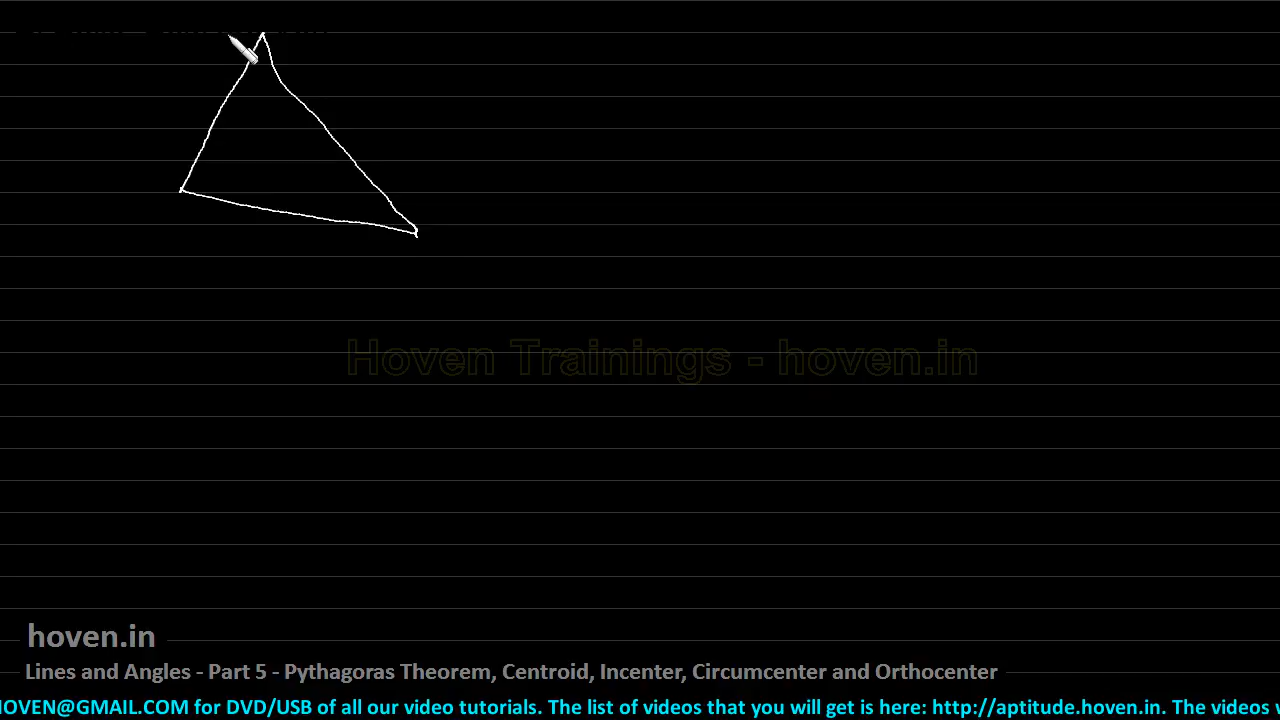 Hoven Trainings - hoven.in
hoven.in
Lines and Angles - Part 5 - Pythagoras Theorem, Centroid, Incenter, Circumcenter and Orthocenter
HOVEN@GMAIL.COM for DVD/USB of all our video tutorials. The list of videos that you will get is here: http://aptitude.hoven.in. The videos